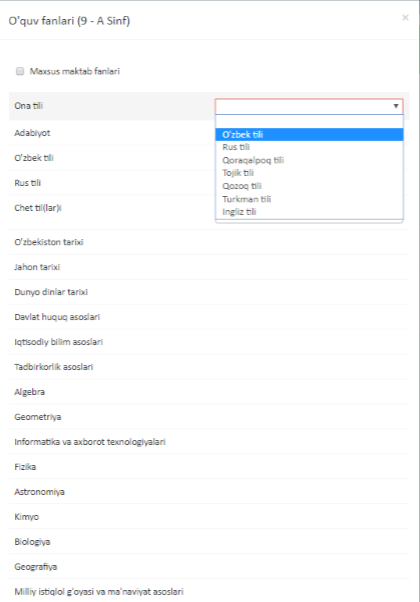 O'quv fanlari (9 - A Sinf)
×
Maxsus maktab fanlari
Ona tili
Adabiyot
O'zbek tili
Rus tili
Chet til(lar)i
O'zbek tili
Rus tili
Qoraqalpoq tili
Tojik tili
Qozoq tili
Turkman tili
Ingliz tili
O'zbekiston tarixi
Jahon tarixi
Dunyo dinlar tarixi
Davlat huquq asoslari
Iqtisodiy bilim asoslari
Tadbirkorlik asoslari
Algebra
Geometriya
Informatika va axborot texnologiyalari
Fizika
Astronomiya
Kimyo
Biologiya
Geografiya
Milliy istiqlol g'oyasi va ma'naviyat asoslari